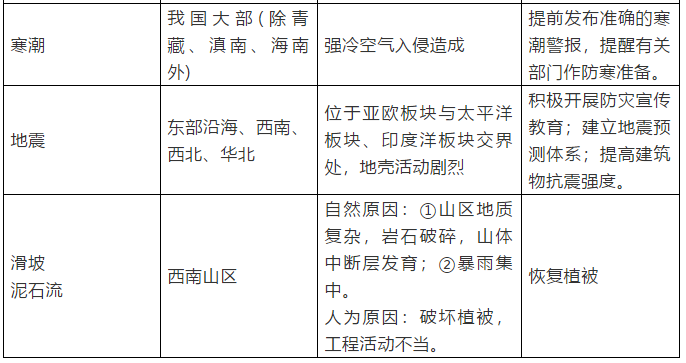 寒潮
我国大部(除青
藏、滇南、海南
外)
强冷空气入侵造成
提前发布准确的寒
潮警报，提醒有关
部门作防寒准备。
地震
东部沿海、西南、
西北、华北
位于亚欧板块与太平洋
板块、印度洋板块交界
处，地壳活动剧烈
积极开展防灾宣传
教育；建立地震预
测体系；提高建筑
物抗震强度。
滑坡
泥石流
西南山区
自然原因：①山区地质
复杂，岩石破碎，山体
中断层发育；②暴雨集
中。
人为原因：破坏植被，
工程活动不当。
恢复植被